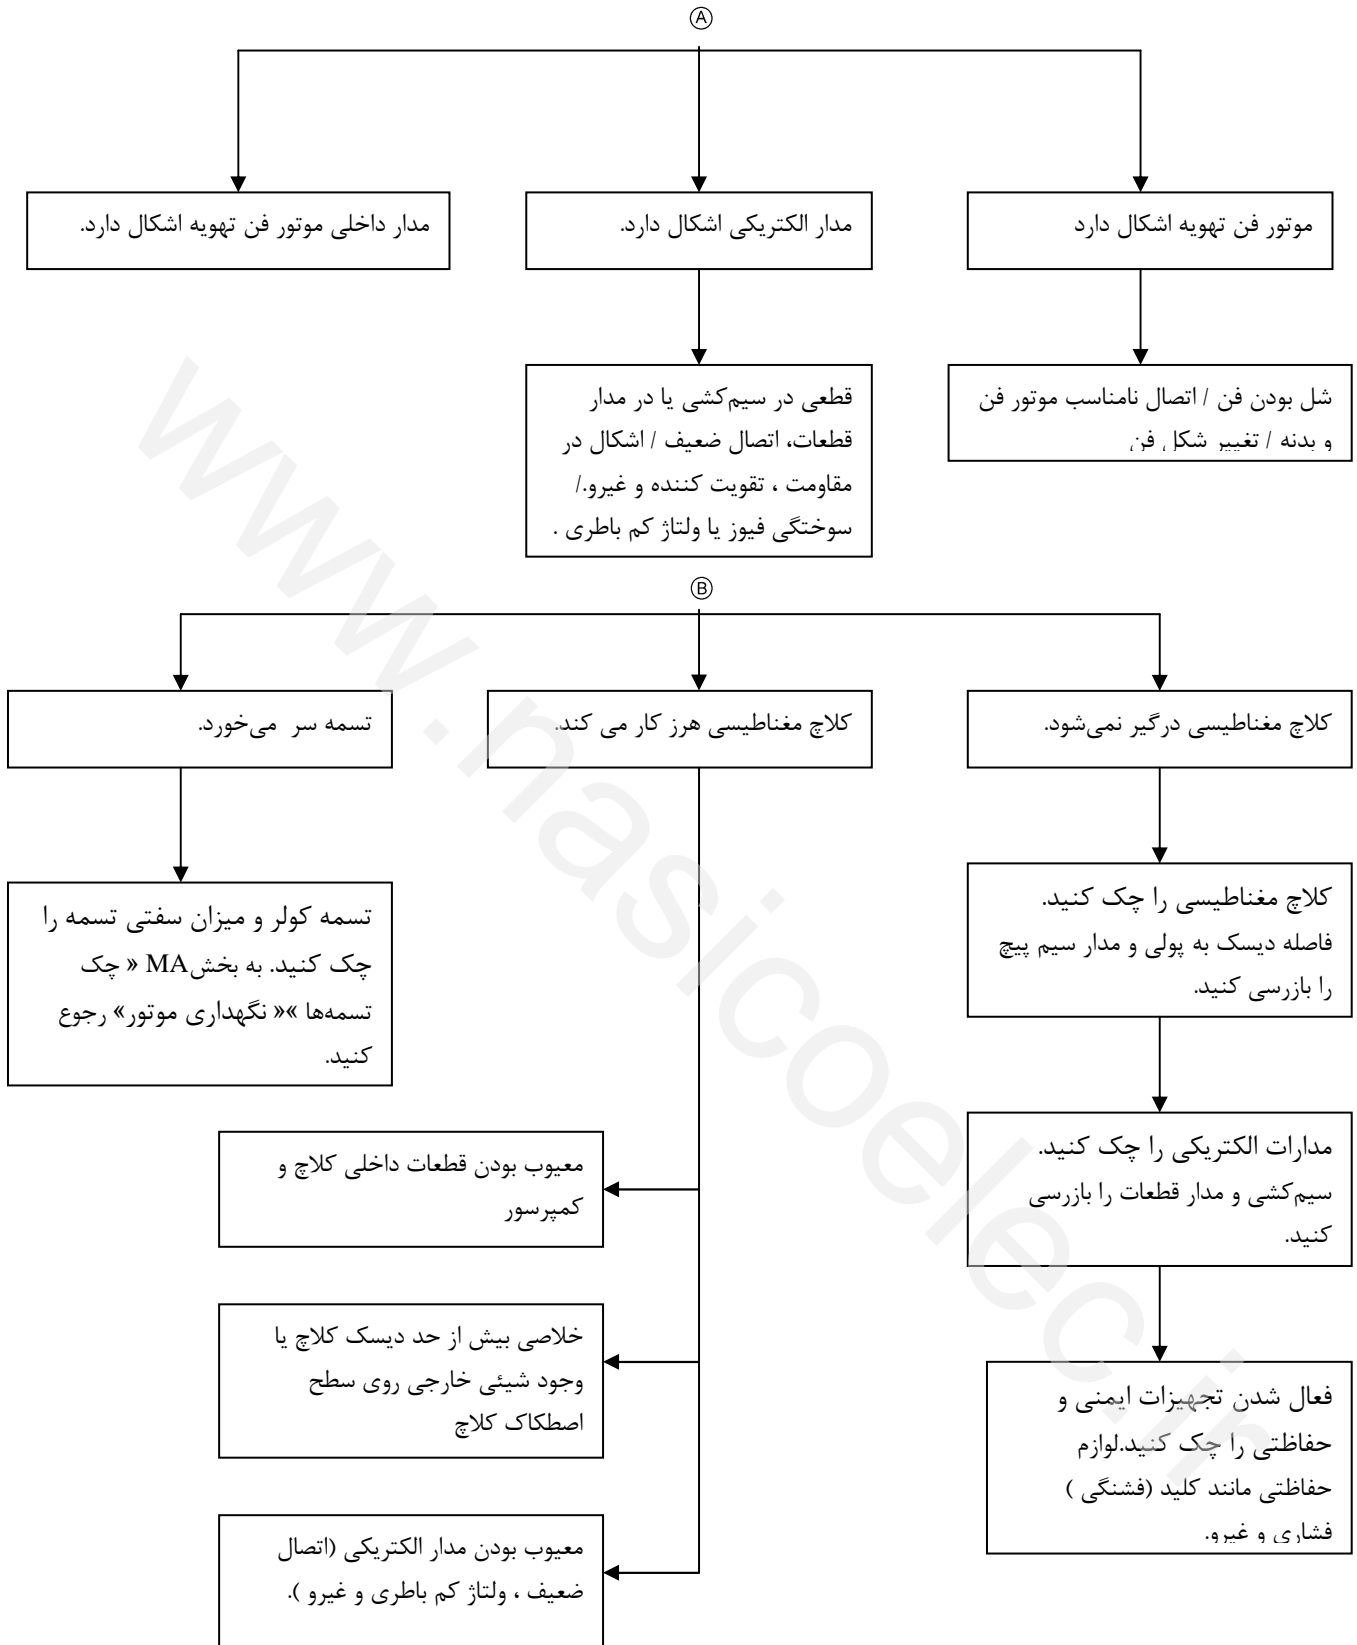 Ⓐ
موتور فن تهویه اشکال دارد
مدار الکتریکی اشکال دارد.
مدار داخلی موتور فن تهویه اشکال دارد.
شل بودن فن / اتصال نامناسب موتور فن
و بدنه / تغییر شکل فن
قطعی در سیم‌کشی یا در مدار
قطعات، اتصال ضعیف / اشکال در
مقاومت ، تقویت کننده و غیرو./
سوختگی فیوز یا ولتاژ کم باطری .
Ⓑ
کلاچ مغناطیسی درگیر نمی‌شود.
کلاچ مغناطیسی هرز کار می کند.
تسمه سر می‌خورد.
کلاچ مغناطیسی را چک کنید.
فاصله دیسک به پولی و مدار سیم پیچ
را بازرسی کنید.
تسمه کولر و میزان سفتی تسمه را
چک کنید. به بخشMA « چک
تسمه‌ها »« نگهداری موتور» رجوع
کنید.
مدارات الکتریکی را چک کنید.
سیم‌کشی و مدار قطعات را بازرسی
کنید.
معیوب بودن قطعات داخلی کلاچ و
کمپرسور
خلاصی بیش از حد دیسک کلاچ یا
وجود شیئی خارجی روی سطح
اصطکاک کلاچ
فعال شدن تجهیزات ایمنی و
حفاظتی را چک کنید.لوازم
حفاظتی مانند کلید (فشنگی )
فشاری و غیرو.
معیوب بودن مدار الکتریکی (اتصال
ضعیف ، ولتاژ کم باطری و غیرو ).
www.nasicoelec.ir